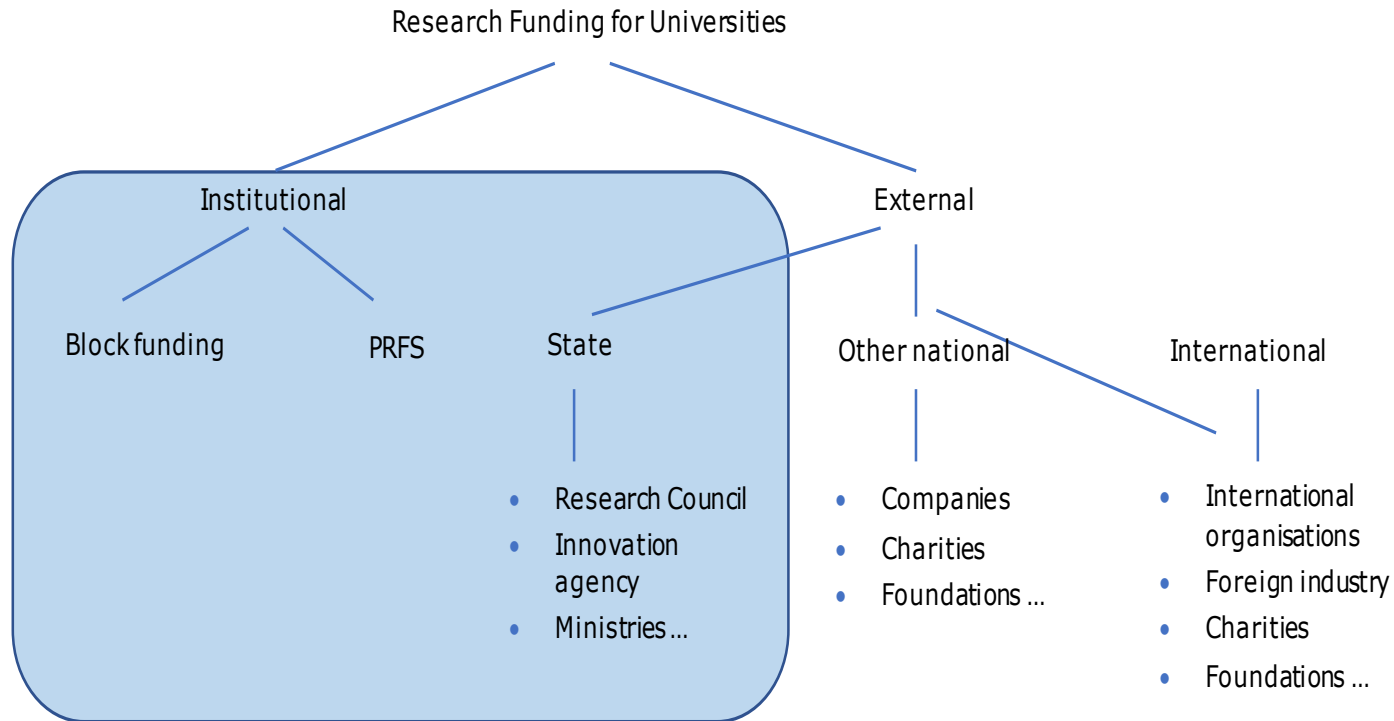 Research Funding for Universities
Institutional
External
Block funding
PRFS
State
Other national
International
• Research Council
• Innovation
agency
• Ministries ...
• Companies
• Charities
• Foundations ...
• International
organisations
• Foreign industry
• Charities
• Foundations ...